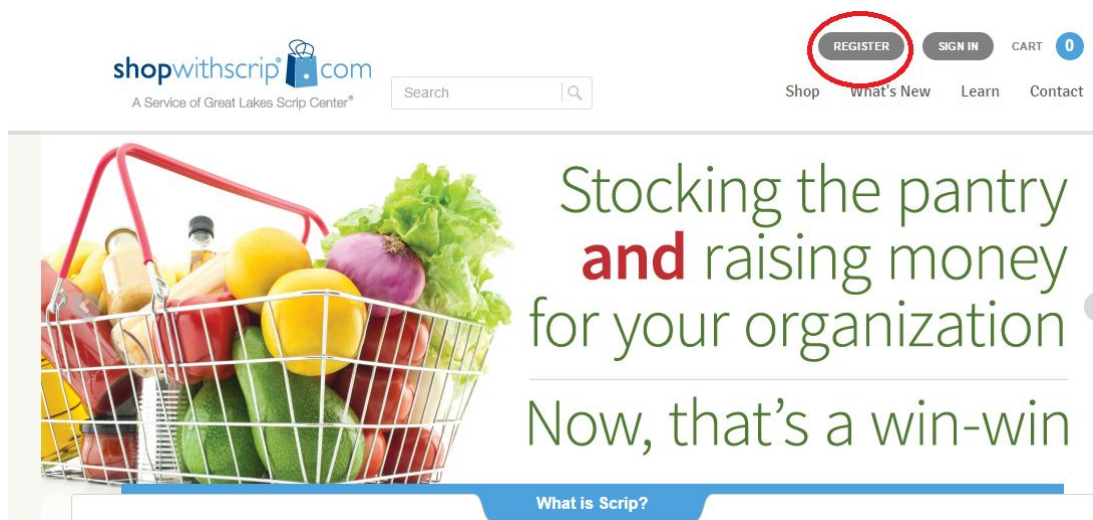 REGISTER SIGN IN CART 0
shopwithscrip® com
A Service of Great Lakes Scrip Center®
Search
Shop What's New Learn Contact
Stocking the pantry
and raising money
for your organization
Now, that's a win-win
What is Scrip?